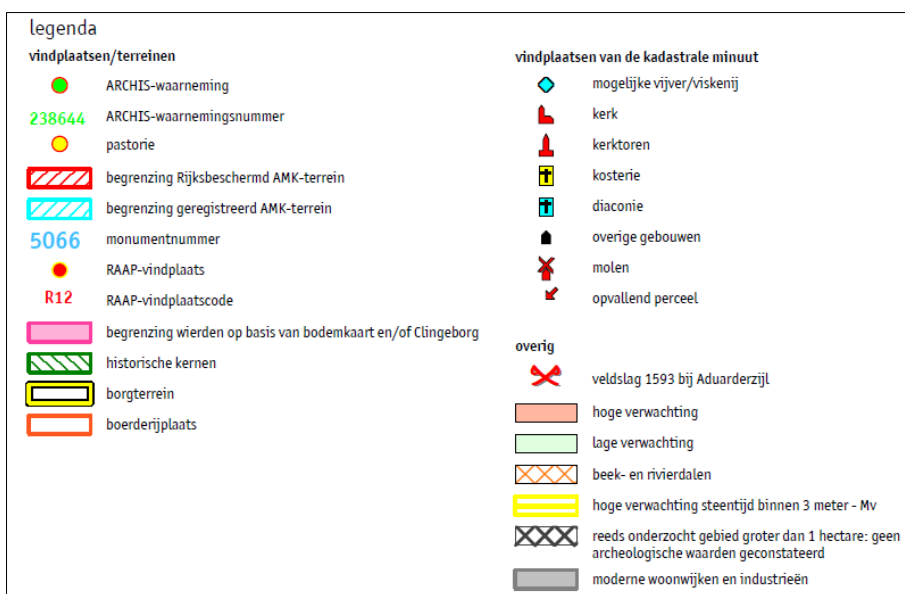 legenda
vindplaatsen/terreinen
ARCHIS-waarneming
238644 ARCHIS-waarnemingsnummer
pastorie
begrenzing Rijksbeschermd AMK-terrein
begrenzing geregistreerd AMK-terrein
5066 monumentnummer
RAAP-vindplaats
R12 RAAP-vindplaatscode
begrenzing wierden op basis van bodemkaart en/of Clingeborg
historische kernen
borgterrein
boerderijplaats
vindplaatsen van de kadastrale minuut
mogelijke vijver/viskenij
kerk
kerktoren
kosterie
diaconie
overige gebouwen
molen
opvallend perceel
overig
veldslag 1593 bij Aduarderzijl
hoge verwachting
lage verwachting
beek- en rivierdalen
hoge verwachting steentijd binnen 3 meter - Mv
reeds onderzocht gebied groter dan 1 hectare: geen
archeologische waarden geconstateerd
moderne woonwijken en industrieën